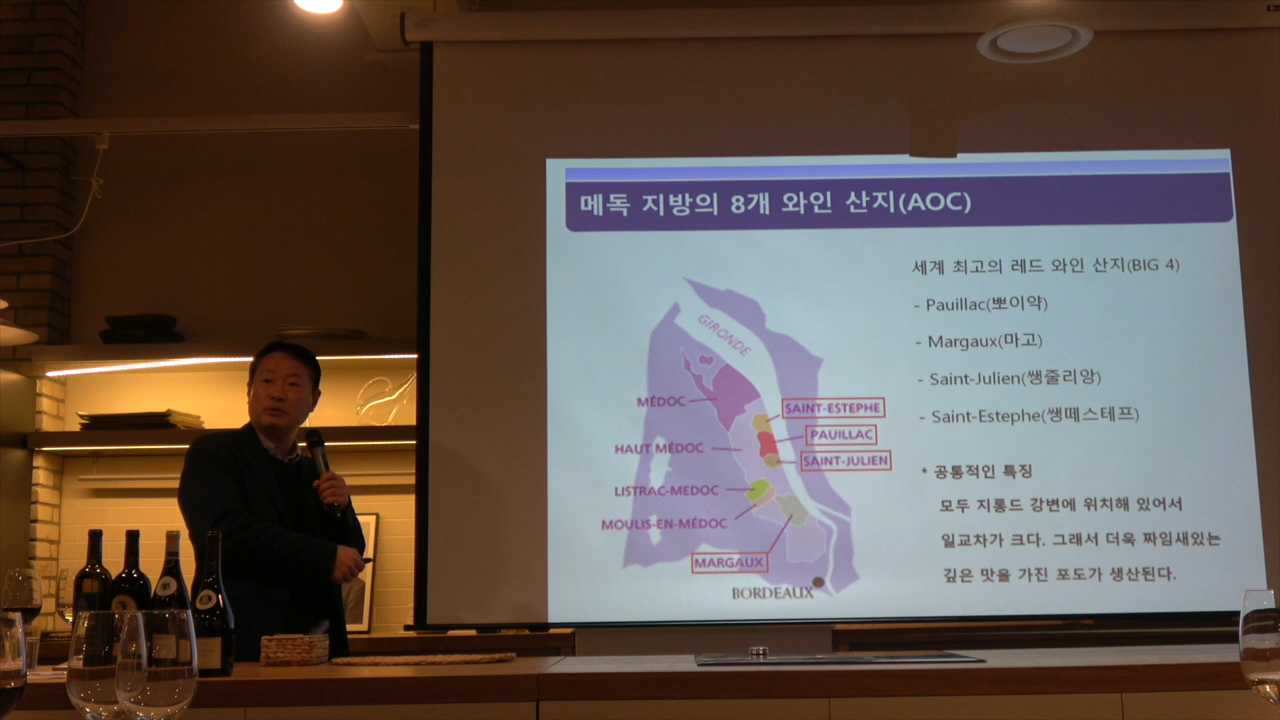 메독 지방의 8개 와인 산지(AOC)
세계 최고의 레드 와인 산지(BIG 4)
- Pauillac(뽀이약)
- Margaux(마고)
- Saint-Julien(쌩줄리앙)
- Saint-Estephe(쌩떼스테프)
* 공통적인 특징
모두 지롱드 강변에 위치해 있어서
일교차가 크다. 그래서 더욱 짜임새있는
깊은 맛을 가진 포도가 생산된다.
GIRONDE
MÉDOC
SAINT-ESTEPHE
PAUILLAC
HAUT MÉDOC
SAINT-JULIEN
LISTRAC-MEDOC
MOULIS-EN-MÉDOC
MARGAUX
BORDEAUX